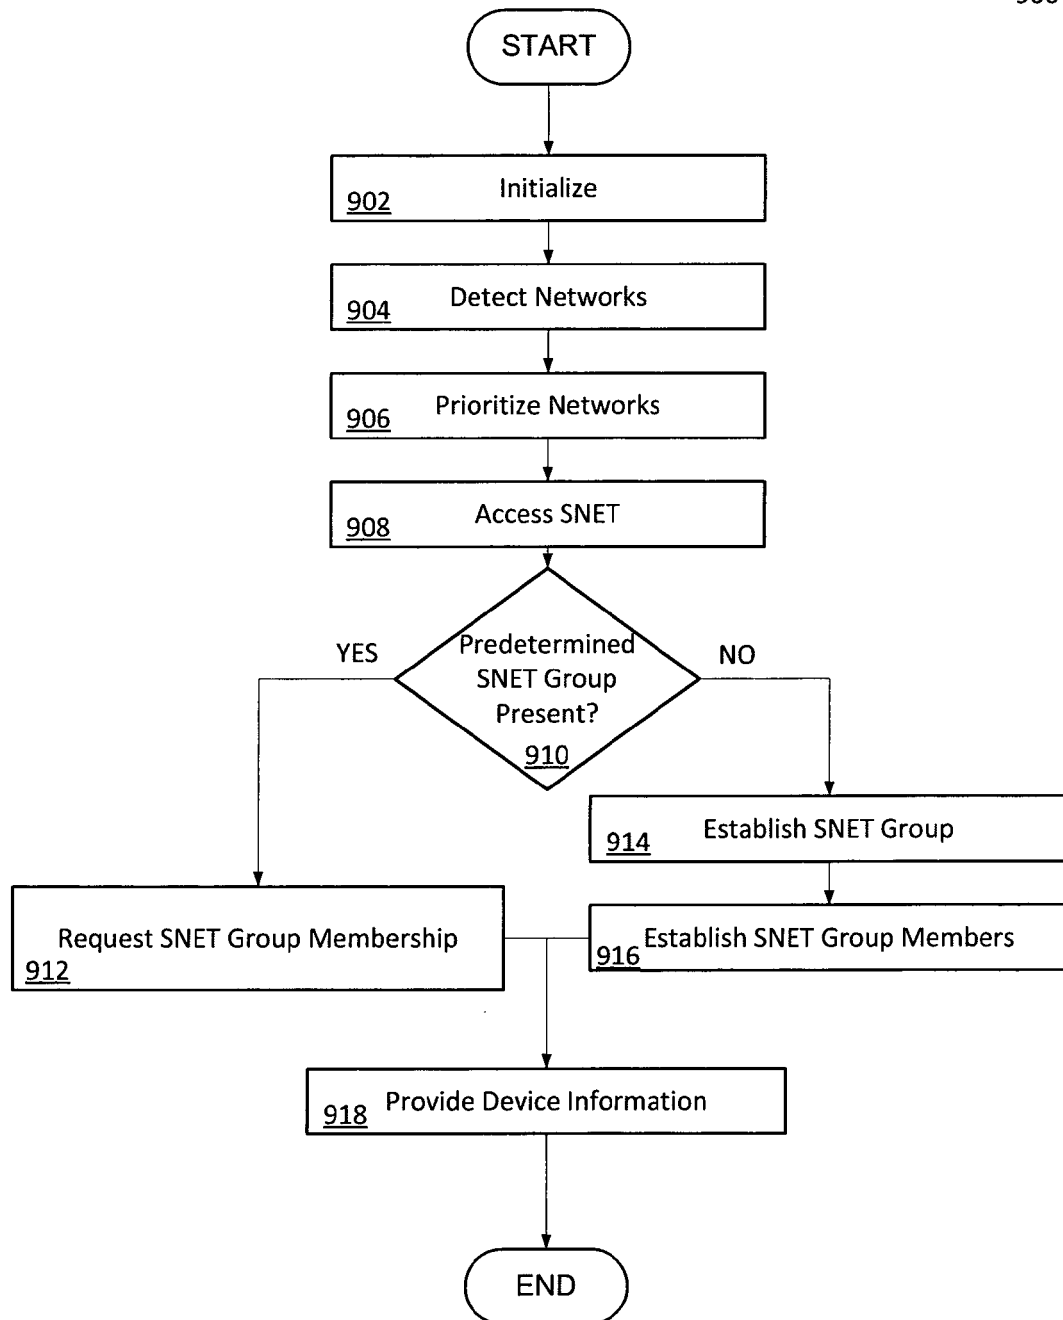 START
Initialize
902
Detect Networks
904
Prioritize Networks
906
Access SNET
908
YES
Predetermined
SNET Group
Present?
910
NO
Establish SNET Group
914
Request SNET Group Membership
912
Establish SNET Group Members
916
Provide Device Information
918
END